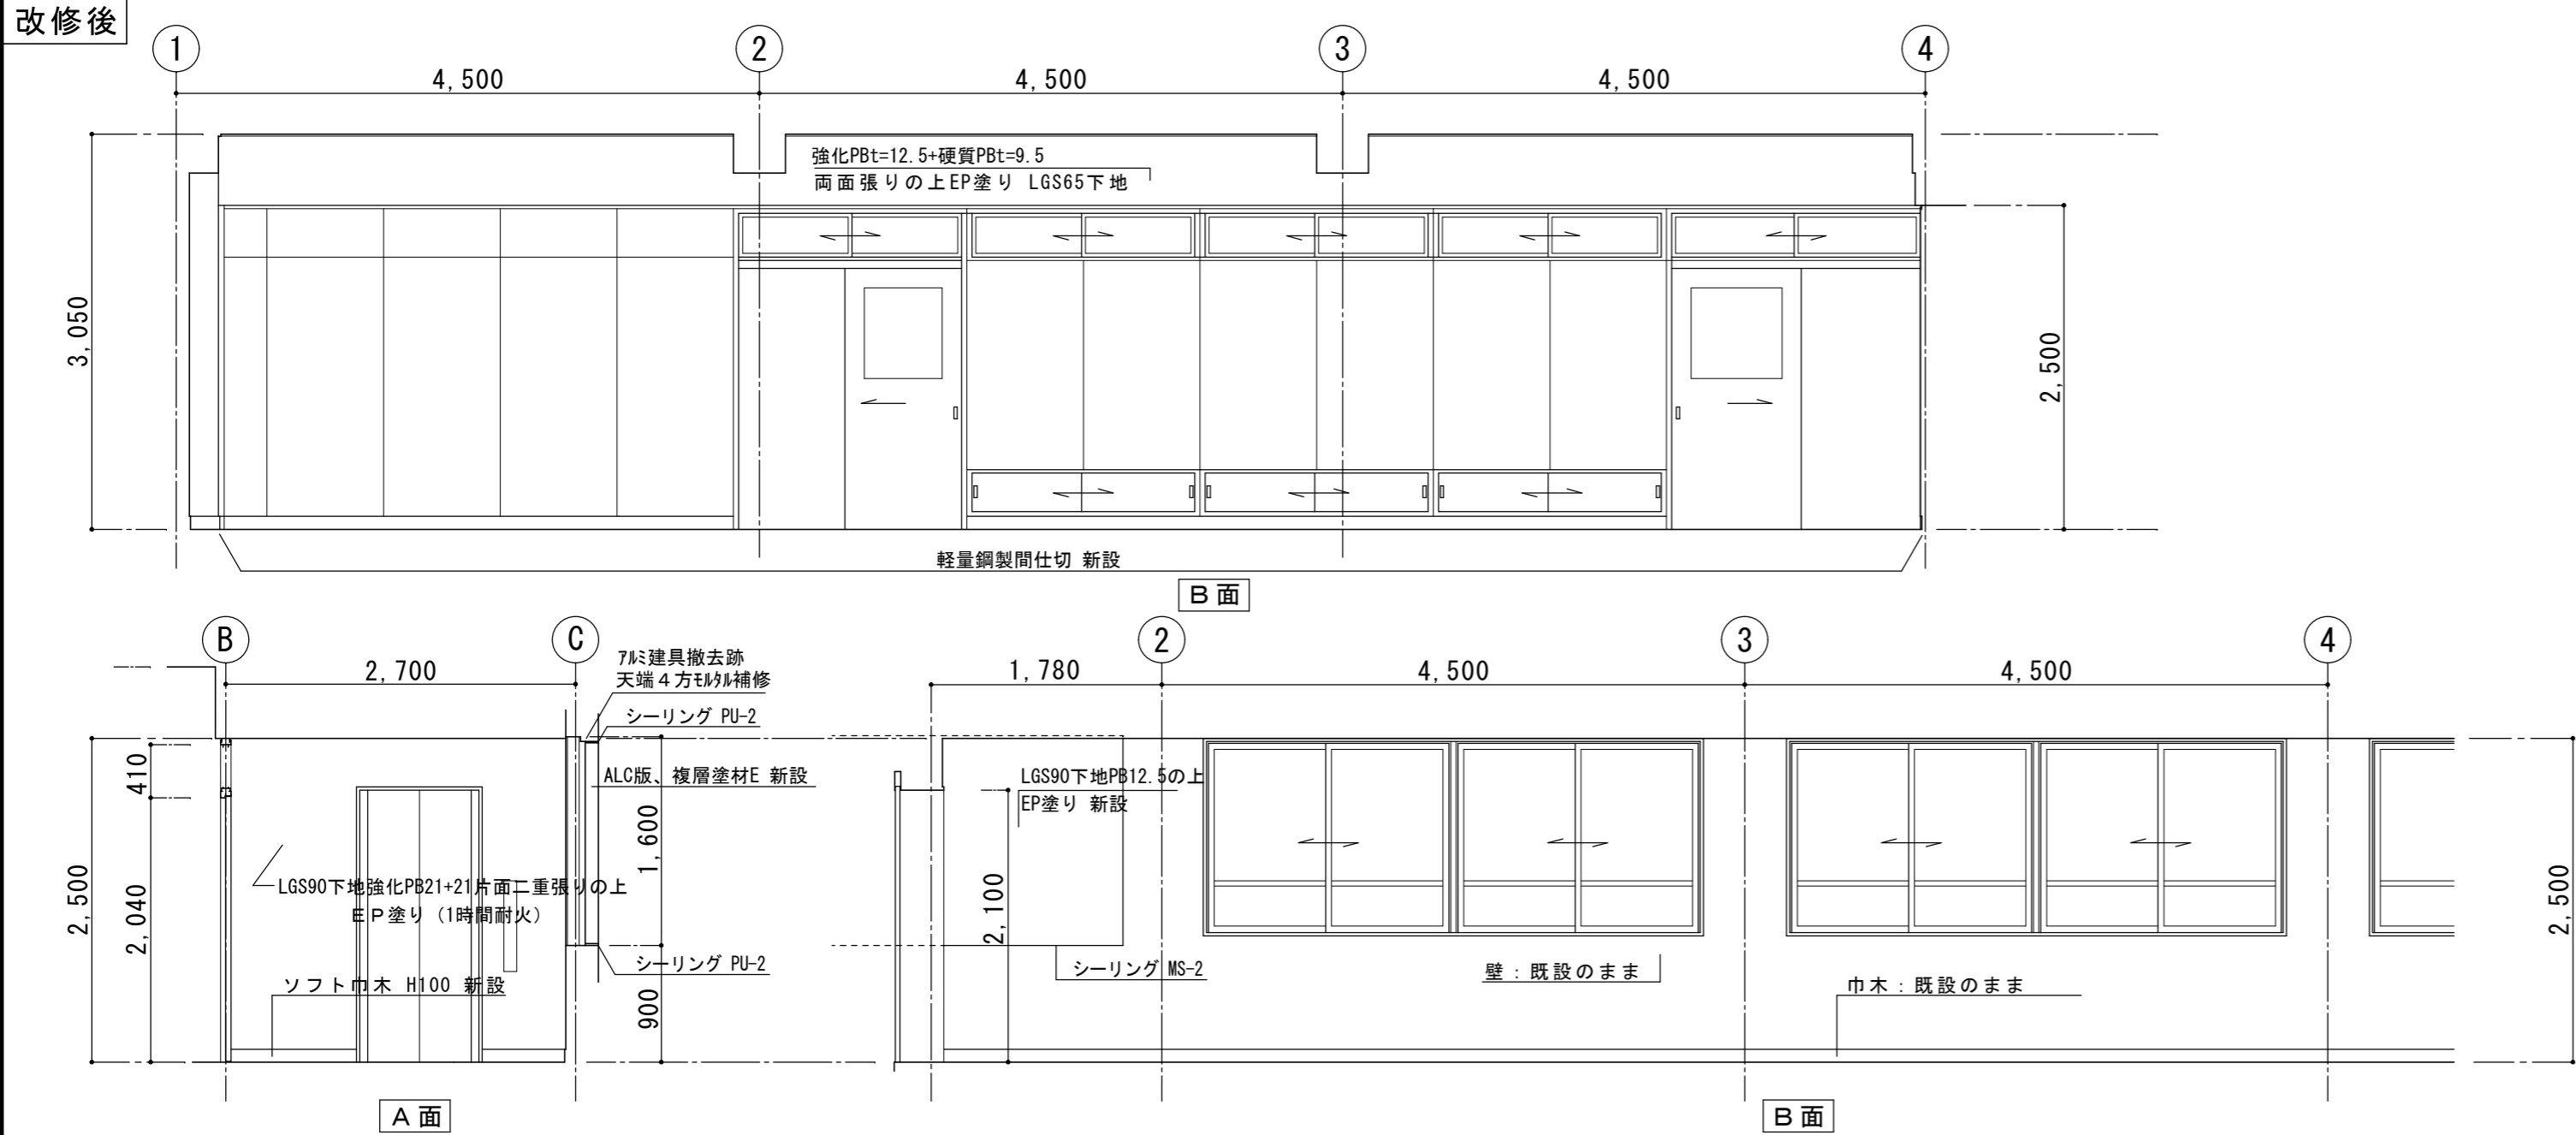 改修後
1 2 3 4
4,500 4,500 4,500
3,050
強化PBt=12.5+硬質PBt=9.5
両面張りの上EP塗り LGS65下地
2,500
軽量鋼製間仕切 新設
B面
B C
2,700
アルミ建具撤去跡
天端4方モルタル補修
シーリング PU-2
ALC版、複層塗材E 新設
410
2,500
2,040
1,600
900
LGS90下地強化PB21+21片面二重張りの上
EP塗り（1時間耐火）
ソフト巾木 H100 新設
シーリング PU-2
A面
2 3 4
1,780 4,500 4,500
LGS90下地PB12.5の上
EP塗り 新設
2,100
シーリング MS-2
壁：既設のまま
巾木：既設のまま
2,500
B面